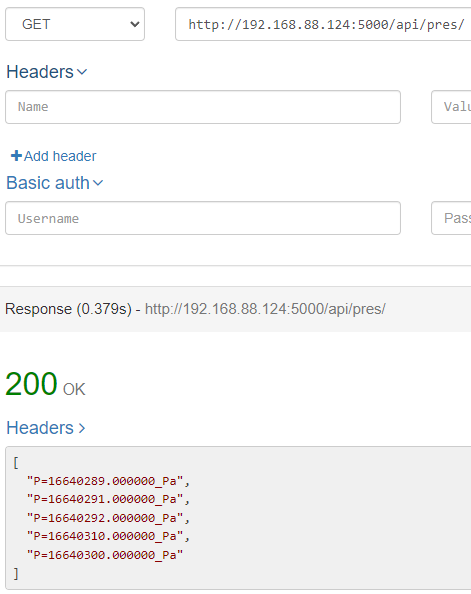 GET http://192.168.88.124:5000/api/pres/
Headers
Name Valu
Add header
Basic auth
Username Pass
Response (0.379s) - http://192.168.88.124:5000/api/pres/
200 OK
Headers
[
"P=16640289.000000_Pa",
"P=16640291.000000_Pa",
"P=16640292.000000_Pa",
"P=16640310.000000_Pa",
"P=16640300.000000_Pa"
]